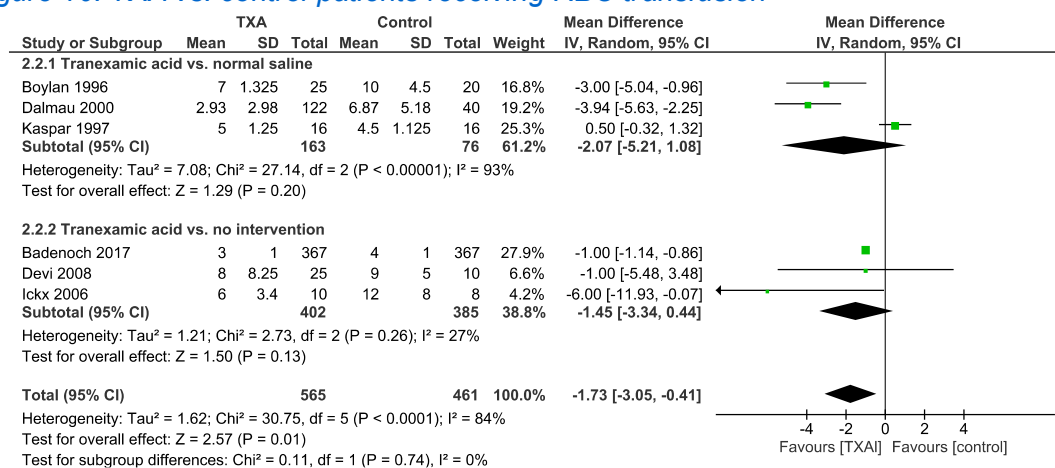 TXA Control Mean Difference Mean Difference
Study or Subgroup Mean SD Total Mean SD Total Weight IV, Random, 95% CI IV, Random, 95% CI
2.2.1 Tranexamic acid vs. normal saline
Boylan 1996 7 1.325 25 10 4.5 20 16.8% -3.00 [-5.04, -0.96]
Dalmau 2000 2.93 2.98 122 6.87 5.18 40 19.2% -3.94 [-5.63, -2.25]
Kaspar 1997 5 1.25 16 4.5 1.125 16 25.3% 0.50 [-0.32, 1.32]
Subtotal (95% CI) 163 76 61.2% -2.07 [-5.21, 1.08]
Heterogeneity: Tau² = 7.08; Chi² = 27.14, df = 2 (P < 0.00001); I² = 93%
Test for overall effect: Z = 1.29 (P = 0.20)
2.2.2 Tranexamic acid vs. no intervention
Badenoch 2017 3 1 367 4 1 367 27.9% -1.00 [-1.14, -0.86]
Devi 2008 8 8.25 25 9 5 10 6.6% -1.00 [-5.48, 3.48]
Ickx 2006 6 3.4 10 12 8 8 4.2% -6.00 [-11.93, -0.07]
Subtotal (95% CI) 402 385 38.8% -1.45 [-3.34, 0.44]
Heterogeneity: Tau² = 1.21; Chi² = 2.73, df = 2 (P = 0.26); I² = 27%
Test for overall effect: Z = 1.50 (P = 0.13)
Total (95% CI) 565 461 100.0% -1.73 [-3.05, -0.41]
Heterogeneity: Tau² = 1.62; Chi² = 30.75, df = 5 (P < 0.0001); I² = 84%
Test for overall effect: Z = 2.57 (P = 0.01)
Test for subgroup differences: Chi² = 0.11, df = 1 (P = 0.74), I² = 0%
-4 -2 0 2 4
Favours [TXAI] Favours [control]